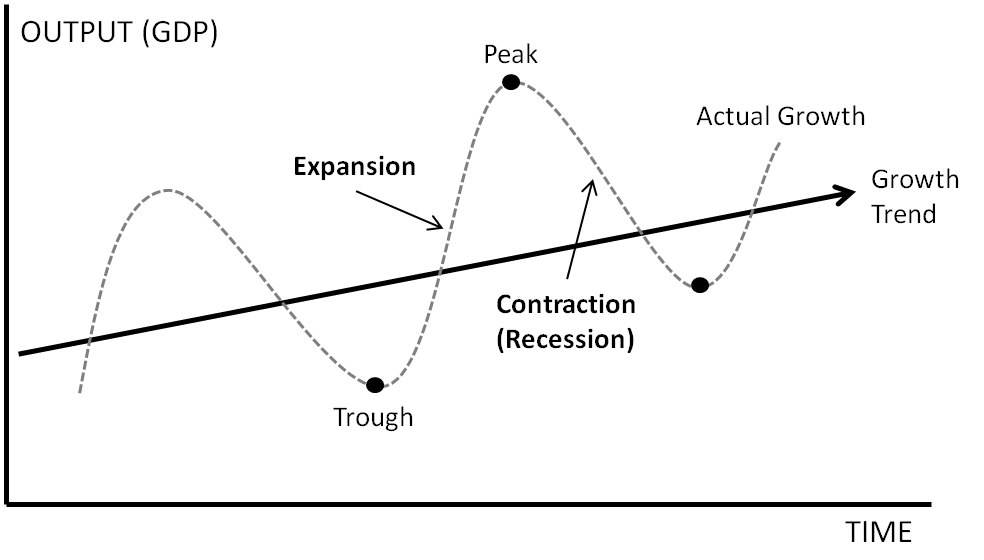 OUTPUT (GDP)
Peak
Actual Growth
Expansion
Growth
Trend
Contraction
(Recession)
Trough
TIME